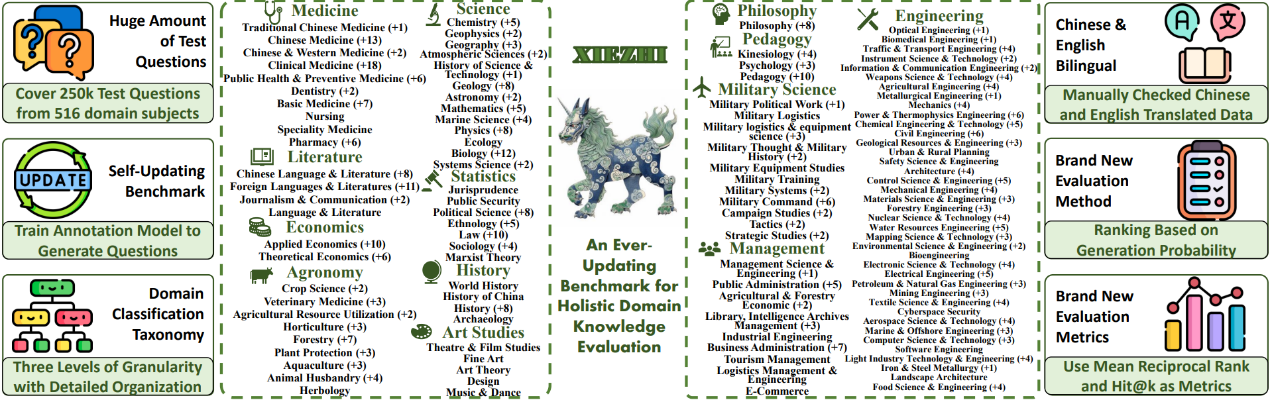 Huge Amount
of Test
Questions
Cover 250k Test Questions
from 516 domain subjects
UPDATE
Self-Updating
Benchmark
Train Annotation Model to
Generate Questions
Domain
Classification
Taxonomy
Three Levels of Granularity
with Detailed Organization
Medicine
Traditional Chinese Medicine (+1)
Chinese Medicine (+13)
Chinese & Western Medicine (+2)
Clinical Medicine (+18)
Public Health & Preventive Medicine (+6)
Dentistry (+2)
Basic Medicine (+7)
Nursing
Speciality Medicine
Pharmacy (+6)
Literature
Chinese Language & Literature (+8)
Foreign Languages & Literatures (+11)
Journalism & Communication (+2)
Language & Literature
Economics
Applied Economics (+10)
Theoretical Economics (+6)
Agronomy
Crop Science (+2)
Veterinary Medicine (+3)
Agricultural Resource Utilization (+2)
Horticulture (+3)
Forestry (+7)
Plant Protection (+3)
Aquaculture (+3)
Animal Husbandry (+4)
Herbology
Science
Chemistry (+5)
Geophysics (+2)
Geography (+3)
Atmospheric Sciences (+2)
History of Science &
Technology (+1)
Geology (+8)
Astronomy (+2)
Mathematics (+5)
Marine Science (+4)
Physics (+8)
Ecology
Biology (+12)
Systems Science (+2)
Statistics
Jurisprudence
Public Security
Political Science (+8)
Ethnology (+5)
Law (+10)
Sociology (+4)
Marxist Theory
History
World History
History of China
History (+8)
Archaeology
Art Studies
Theatre & Film Studies
Fine Art
Art Theory
Design
Music & Dance
XIEZHI
An Ever-
Updating
Benchmark for
Holistic Domain
Knowledge
Evaluation
Philosophy
Philosophy (+8)
Pedagogy
Kinesiology (+4)
Psychology (+3)
Pedagogy (+10)
Military Science
Military Political Work (+1)
Military Logistics
Military logistics & equipment
science (+3)
Military Thought & Military
History (+2)
Military Equipment Studies
Military Training
Military Systems (+2)
Military Command (+6)
Campaign Studies (+2)
Tactics (+2)
Strategic Studies (+2)
Management
Management Science &
Engineering (+1)
Public Administration (+5)
Agricultural & Forestry
Economic (+2)
Library, Intelligence Archives
Management (+3)
Industrial Engineering
Business Administration (+7)
Tourism Management
Logistics Management &
Engineering
E-Commerce
Engineering
Optical Engineering (+1)
Biomedical Engineering (+1)
Traffic & Transport Engineering (+4)
Instrument Science & Technology (+2)
Information & Communication Engineering (+2)
Weapons Science & Technology (+4)
Agricultural Engineering (+4)
Metallurgical Engineering (+1)
Mechanics (+4)
Power & Thermophysics Engineering (+6)
Chemical Engineering & Technology (+5)
Civil Engineering (+6)
Geological Resources & Engineering (+3)
Urban & Rural Planning
Safety Science & Engineering
Architecture (+4)
Control Science & Engineering (+5)
Mechanical Engineering (+4)
Materials Science & Engineering (+3)
Forestry Engineering (+3)
Nuclear Science & Technology (+4)
Water Resources Engineering (+5)
Mapping Science & Technology (+3)
Environmental Science & Engineering (+2)
Bioengineering
Electronic Science & Technology (+4)
Electrical Engineering (+5)
Petroleum & Natural Gas Engineering (+3)
Mining Engineering (+3)
Textile Science & Engineering (+4)
Cyberspace Security
Aerospace Science & Technology (+4)
Marine & Offshore Engineering (+3)
Computer Science & Technology (+3)
Software Engineering
Light Industry Technology & Engineering (+4)
Iron & Steel Metallurgy (+1)
Landscape Architecture
Food Science & Engineering (+4)
Chinese &
English
Bilingual
A
文
Manually Checked Chinese
and English Translated Data
Brand New
Evaluation
Method
Ranking Based on
Generation Probability
Brand New
Evaluation
Metrics
Use Mean Reciprocal Rank
and Hit@k as Metrics